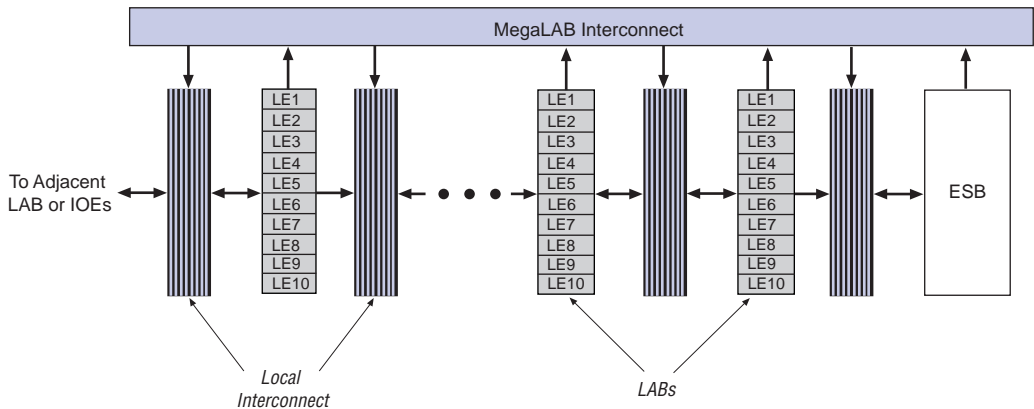 MegaLAB Interconnect
LE1
LE2
LE3
LE4
LE5
LE6
LE7
LE8
LE9
LE10
LE1
LE2
LE3
LE4
LE5
LE6
LE7
LE8
LE9
LE10
LE1
LE2
LE3
LE4
LE5
LE6
LE7
LE8
LE9
LE10
To Adjacent
LAB or IOEs
ESB
Local
Interconnect
LABs